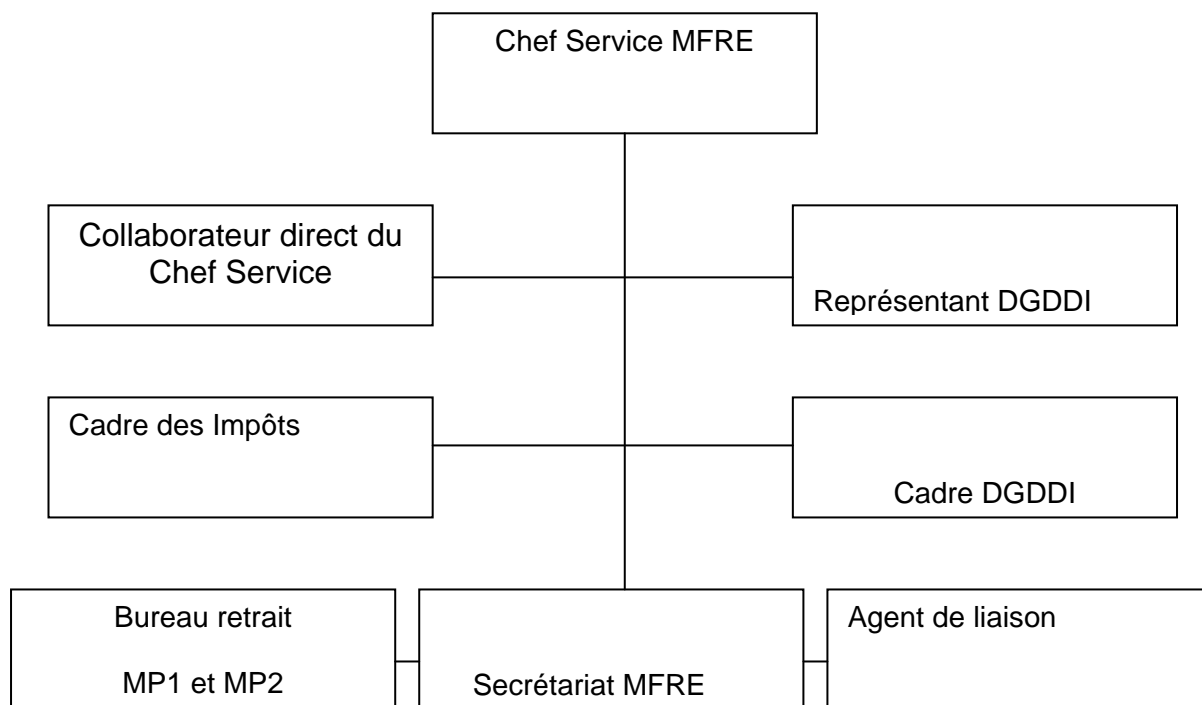 Chef Service MFRE
Collaborateur direct du
Chef Service
Représentant DGDDI
Cadre des Impôts
Cadre DGDDI
Bureau retrait
MP1 et MP2
Secrétariat MFRE
Agent de liaison